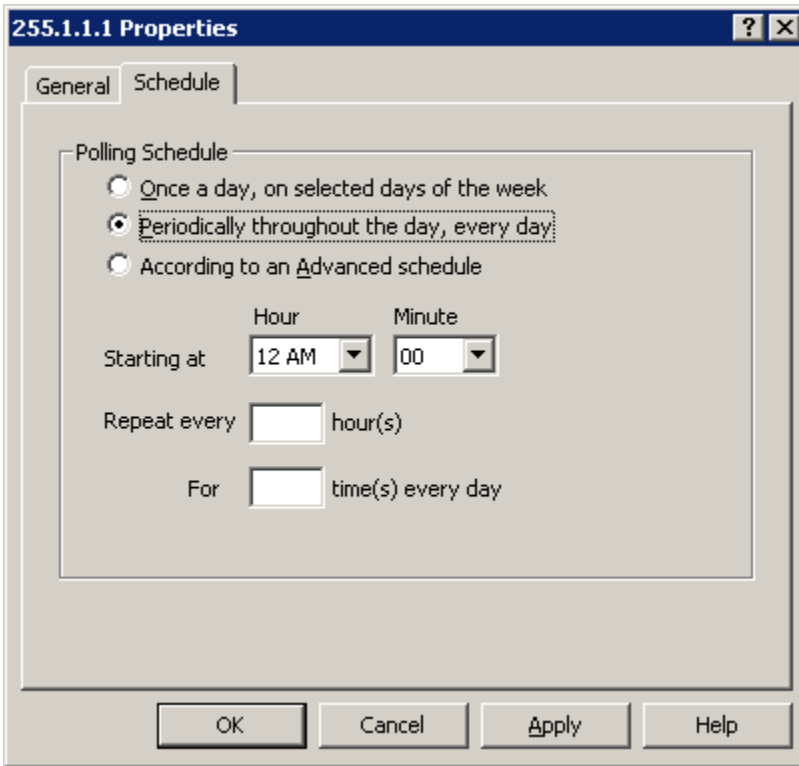 255.1.1.1 Properties
General Schedule
Polling Schedule
Once a day, on selected days of the week
Periodically throughout the day, every day
According to an Advanced schedule
Hour Minute
Starting at 12 AM 00
Repeat every hour(s)
For time(s) every day
OK Cancel Apply Help